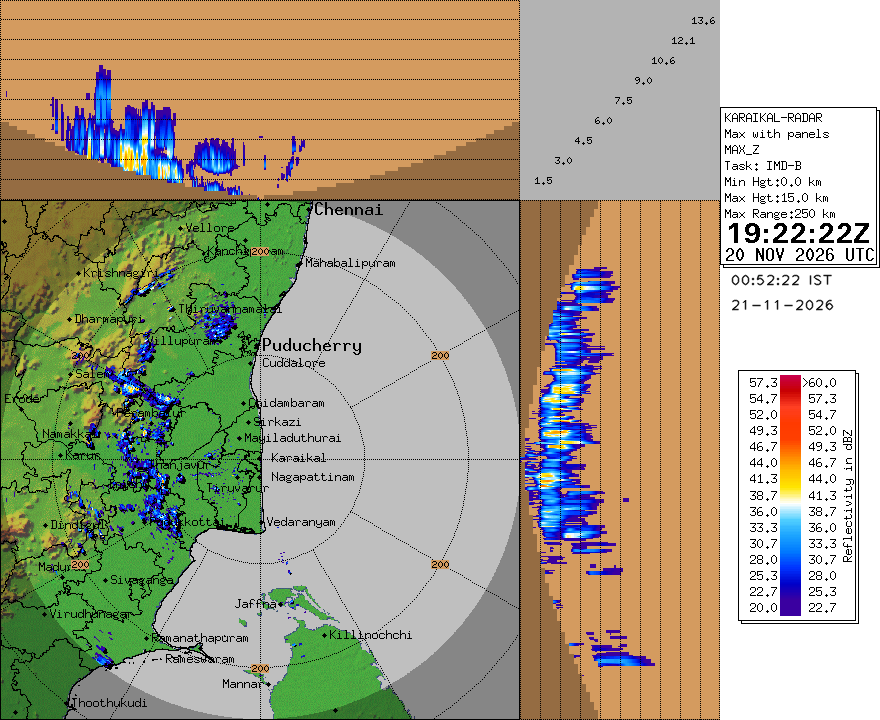 13.6
12.1
10.6
9.0
7.5
6.0
4.5
3.0
1.5
KARAIKAL-RADAR
Max with panels
MAX_Z
Task: IMD-B
Min Hgt:0.0 km
Max Hgt:15.0 km
Max Range:250 km
19:22:22Z
20 NOV 2026 UTC
00:52:22 IST
21-11-2026
Chennai
Vellore
200
Mahabalipuram
Krishnagiri
Thiruvannamalai
Dharmapuri
Villupuram
Puducherry
200
200
Cuddalore
Salem
Erode
Chidambaram
Perambalur
Sirkazi
Namakkal
Mayiladuthurai
Karur
Karaikal
Thanjavur
Nagapattinam
Tiruvarur
Dindigul
Pudukkottai
Vedaranyam
Madurai
200
200
Sivaganga
Jaffna
Virudhunagar
Killinochchi
Ramanathapuram
Rameswaram
200
Mannar
Thoothukudi
57.3 >60.0
54.7 57.3
52.0 54.7
49.3 52.0
46.7 49.3
44.0 46.7
41.3 44.0
38.7 41.3
36.0 38.7
33.3 36.0
30.7 33.3
28.0 30.7
25.3 28.0
22.7 25.3
20.0 22.7
Reflectivity in dBZ